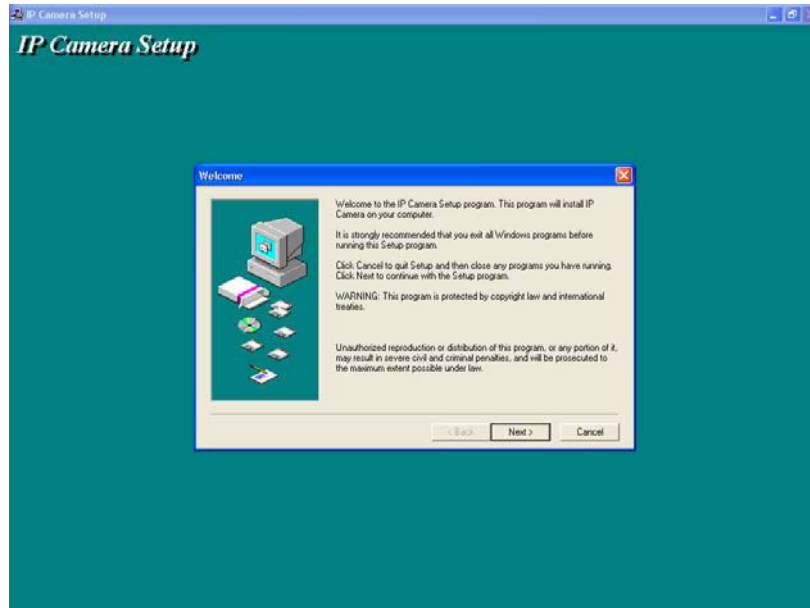 IP Camera Setup
IP Camera Setup
Welcome
Welcome to the IP Camera Setup program. This program will install IP
Camera on your computer.
It is strongly recommended that you exit all Windows programs before
running this Setup program.
Click Cancel to quit Setup and then close any programs you have running.
Click Next to continue with the Setup program.
WARNING: This program is protected by copyright law and international
treaties.
Unauthorized reproduction or distribution of this program, or any portion of it,
may result in severe civil and criminal penalties, and will be prosecuted to
the maximum extent possible under law.
< Back
Next >
Cancel